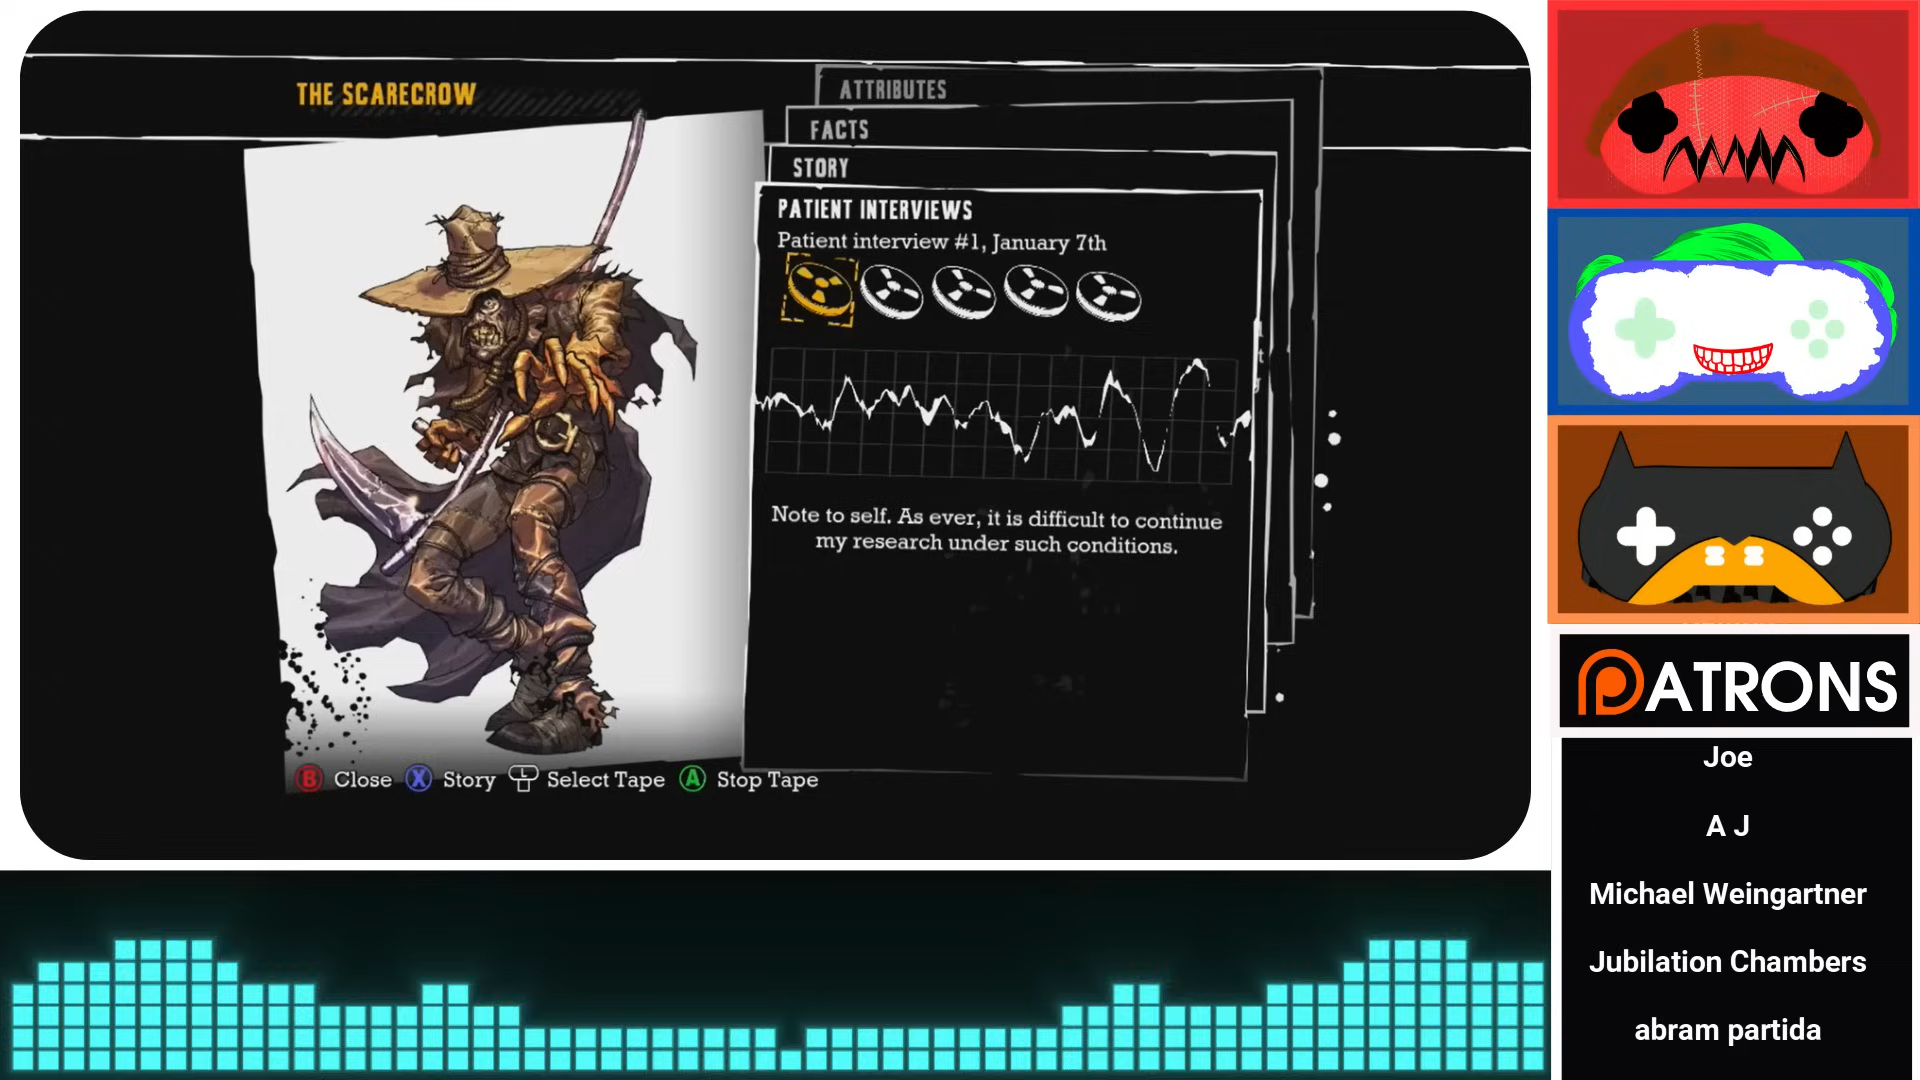 THE SCARECROW
ATTRIBUTES
FACTS
STORY
PATIENT INTERVIEWS
Patient interview #1, January 7th
Note to self. As ever, it is difficult to continue
my research under such conditions.
B Close X Story L Select Tape A Stop Tape
PATRONS
Joe
A J
Michael Weingartner
Jubilation Chambers
abram partida